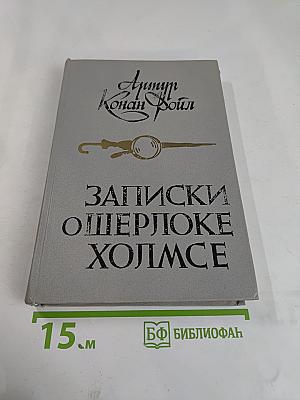 Артур
Конан Дойл
ЗАПИСКИ
о ШЕРЛОКЕ
ХОЛМСЕ
15 см
БФ БИБЛИОФАН